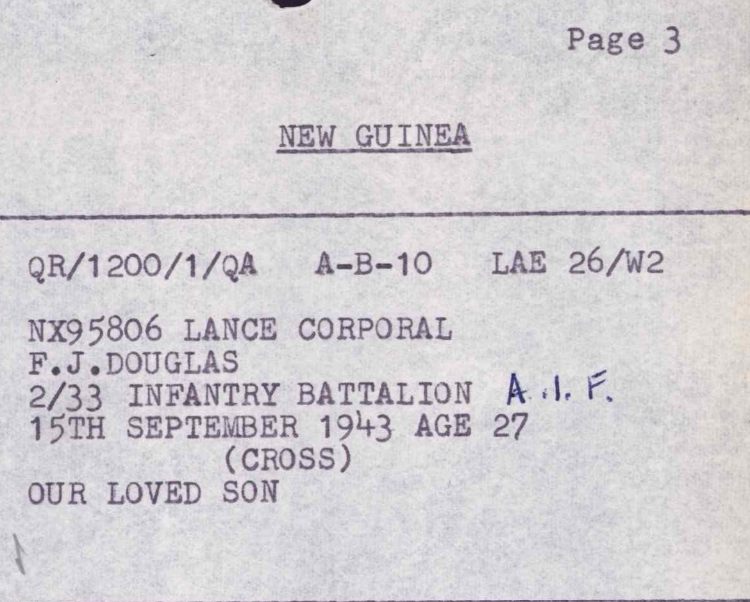 Page 3
NEW GUINEA
QR/1200/1/QA A-B-10 LAE 26/W2
NX95806 LANCE CORPORAL
F.J.DOUGLAS
2/33 INFANTRY BATTALION A.I.F.
15TH SEPTEMBER 1943 AGE 27
(CROSS)
OUR LOVED SON